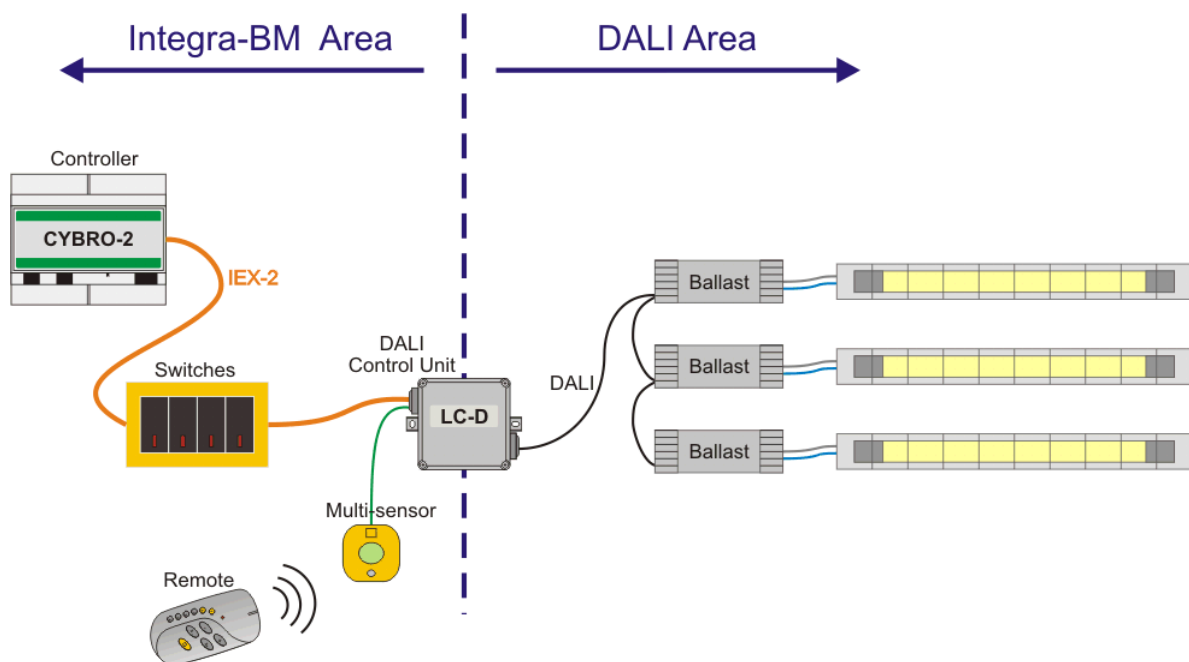 Integra-BM Area
DALI Area
Controller
CYBRO-2
IEX-2
Switches
DALI
Control Unit
LC-D
DALI
Multi-sensor
Remote
Ballast
Ballast
Ballast